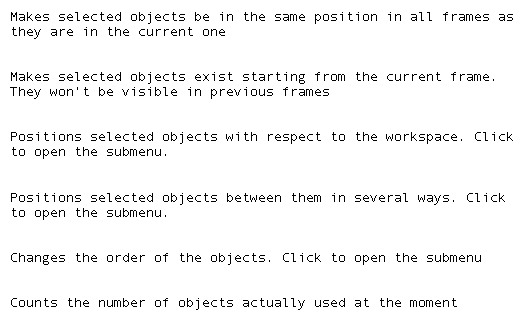 Makes selected objects be in the same position in all frames as
they are in the current one
Makes selected objects exist starting from the current frame.
They won't be visible in previous frames
Positions selected objects with respect to the workspace. Click
to open the submenu.
Positions selected objects between them in several ways. Click
to open the submenu.
Changes the order of the objects. Click to open the submenu
Counts the number of objects actually used at the moment